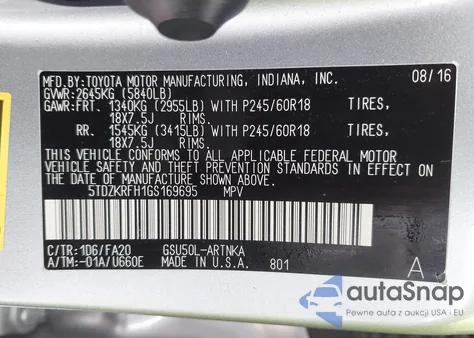 MFD.BY:TOYOTA MOTOR MANUFACTURING, INDIANA, INC. 08/16
GVWR:2645KG (5840LB)
GAWR:FRT. 1340KG (2955LB) WITH P245/60R18 TIRES,
18X7.5J RIMS.
RR. 1545KG (3415LB) WITH P245/60R18 TIRES,
18X7.5J RIMS.
THIS VEHICLE CONFORMS TO ALL APPLICABLE FEDERAL MOTOR
VEHICLE SAFETY AND THEFT PREVENTION STANDARDS IN EFFECT ON
THE DATE OF MANUFACTURE SHOWN ABOVE.
5TDZKRFH1GS169695 MPV
C/TR:1D6/FA20 GSU50L-ARTNKA
A/TM:-01A/U660E MADE IN U.S.A. 801 A
autoSnap
Pewne auta z aukcji USA i EU